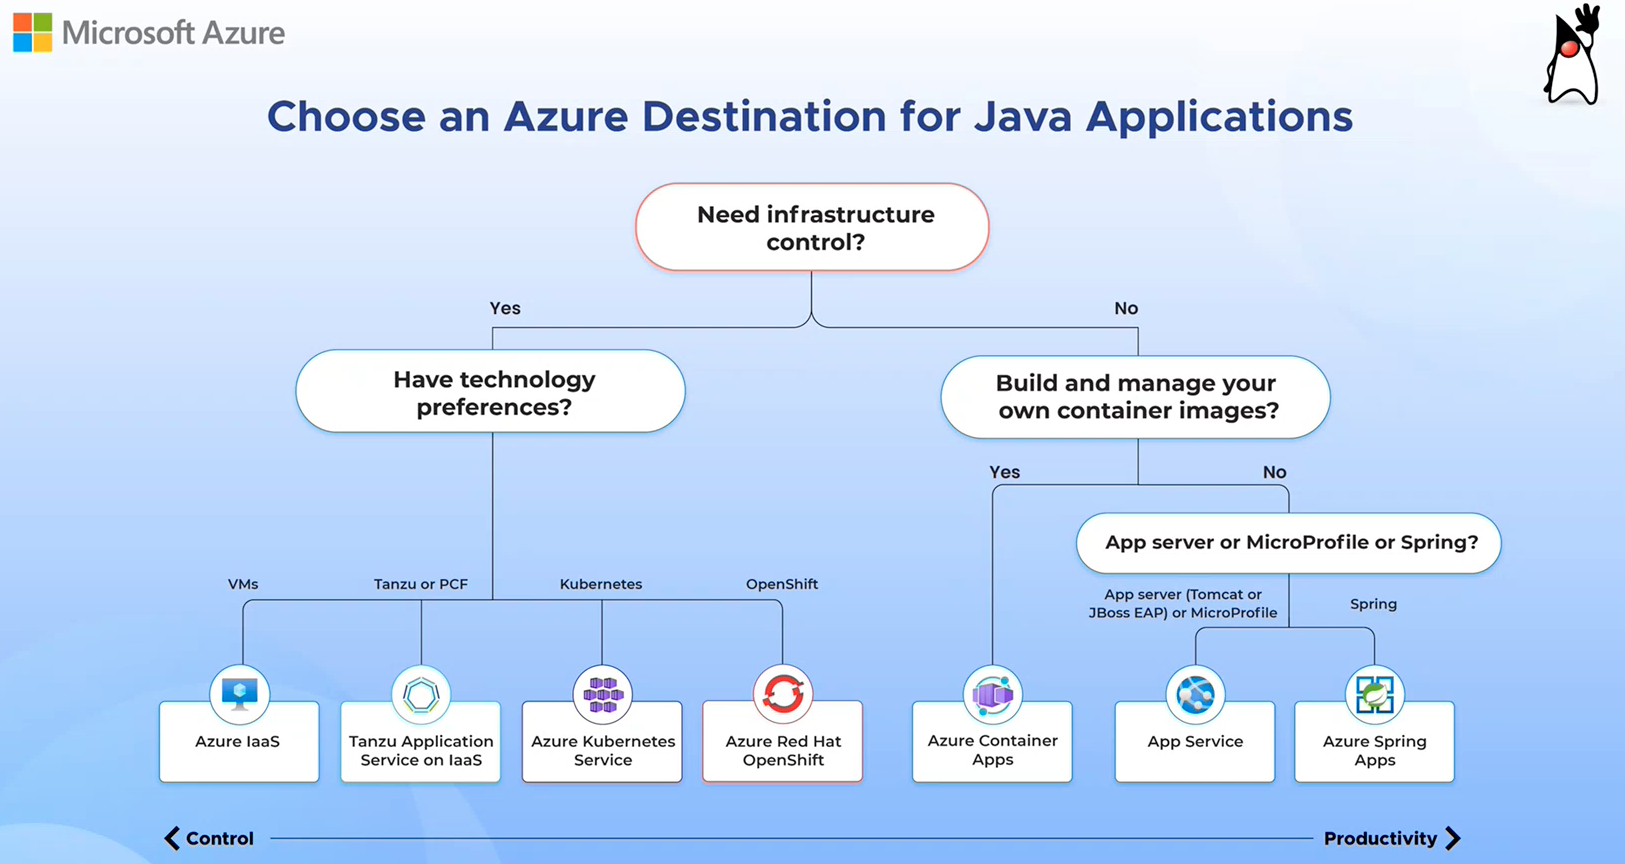 Microsoft Azure
Choose an Azure Destination for Java Applications
Need infrastructure
control?
Yes
No
Have technology
preferences?
Build and manage your
own container images?
Yes
No
App server or MicroProfile or Spring?
VMs
Tanzu or PCF
Kubernetes
OpenShift
App server (Tomcat or
JBoss EAP) or MicroProfile
Spring
Azure IaaS
Tanzu Application
Service on IaaS
Azure Kubernetes
Service
Azure Red Hat
OpenShift
Azure Container
Apps
App Service
Azure Spring
Apps
Control
Productivity